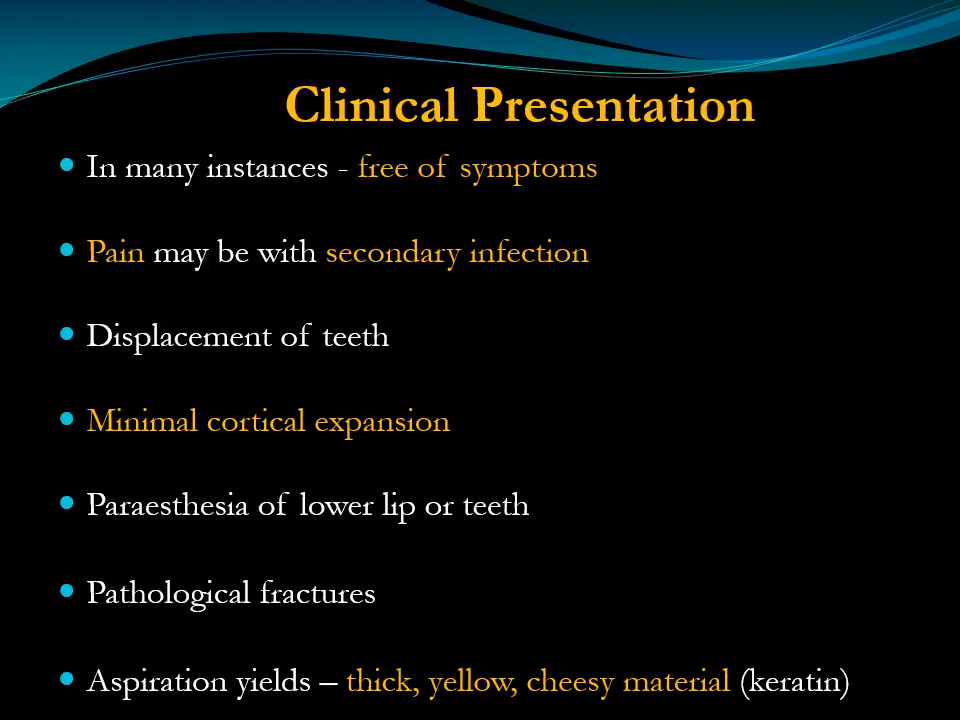 Clinical Presentation
In many instances - free of symptoms
Pain may be with secondary infection
Displacement of teeth
Minimal cortical expansion
Paraesthesia of lower lip or teeth
Pathological fractures
Aspiration yields – thick, yellow, cheesy material (keratin)